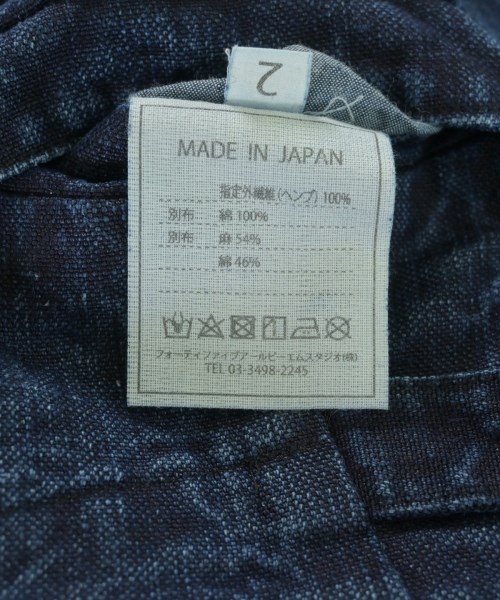 2
MADE IN JAPAN
指定外繊維(ヘンプ) 100%
別布 綿 100%
別布 麻 54%
綿 46%
フォーティファイブアールピーエムスタジオ(株)
TEL 03-3498-2245